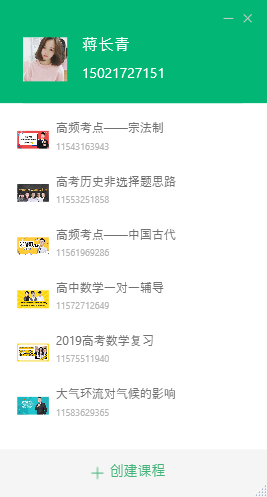 蒋长青
15021727151
高频考点——宗法制
11543163943
高考历史非选择题思路
11553251858
高频考点——中国古代
11561969286
高中数学一对一辅导
11572712649
2019高考数学复习
11575511940
大气环流对气候的影响
11583629365
创建课程